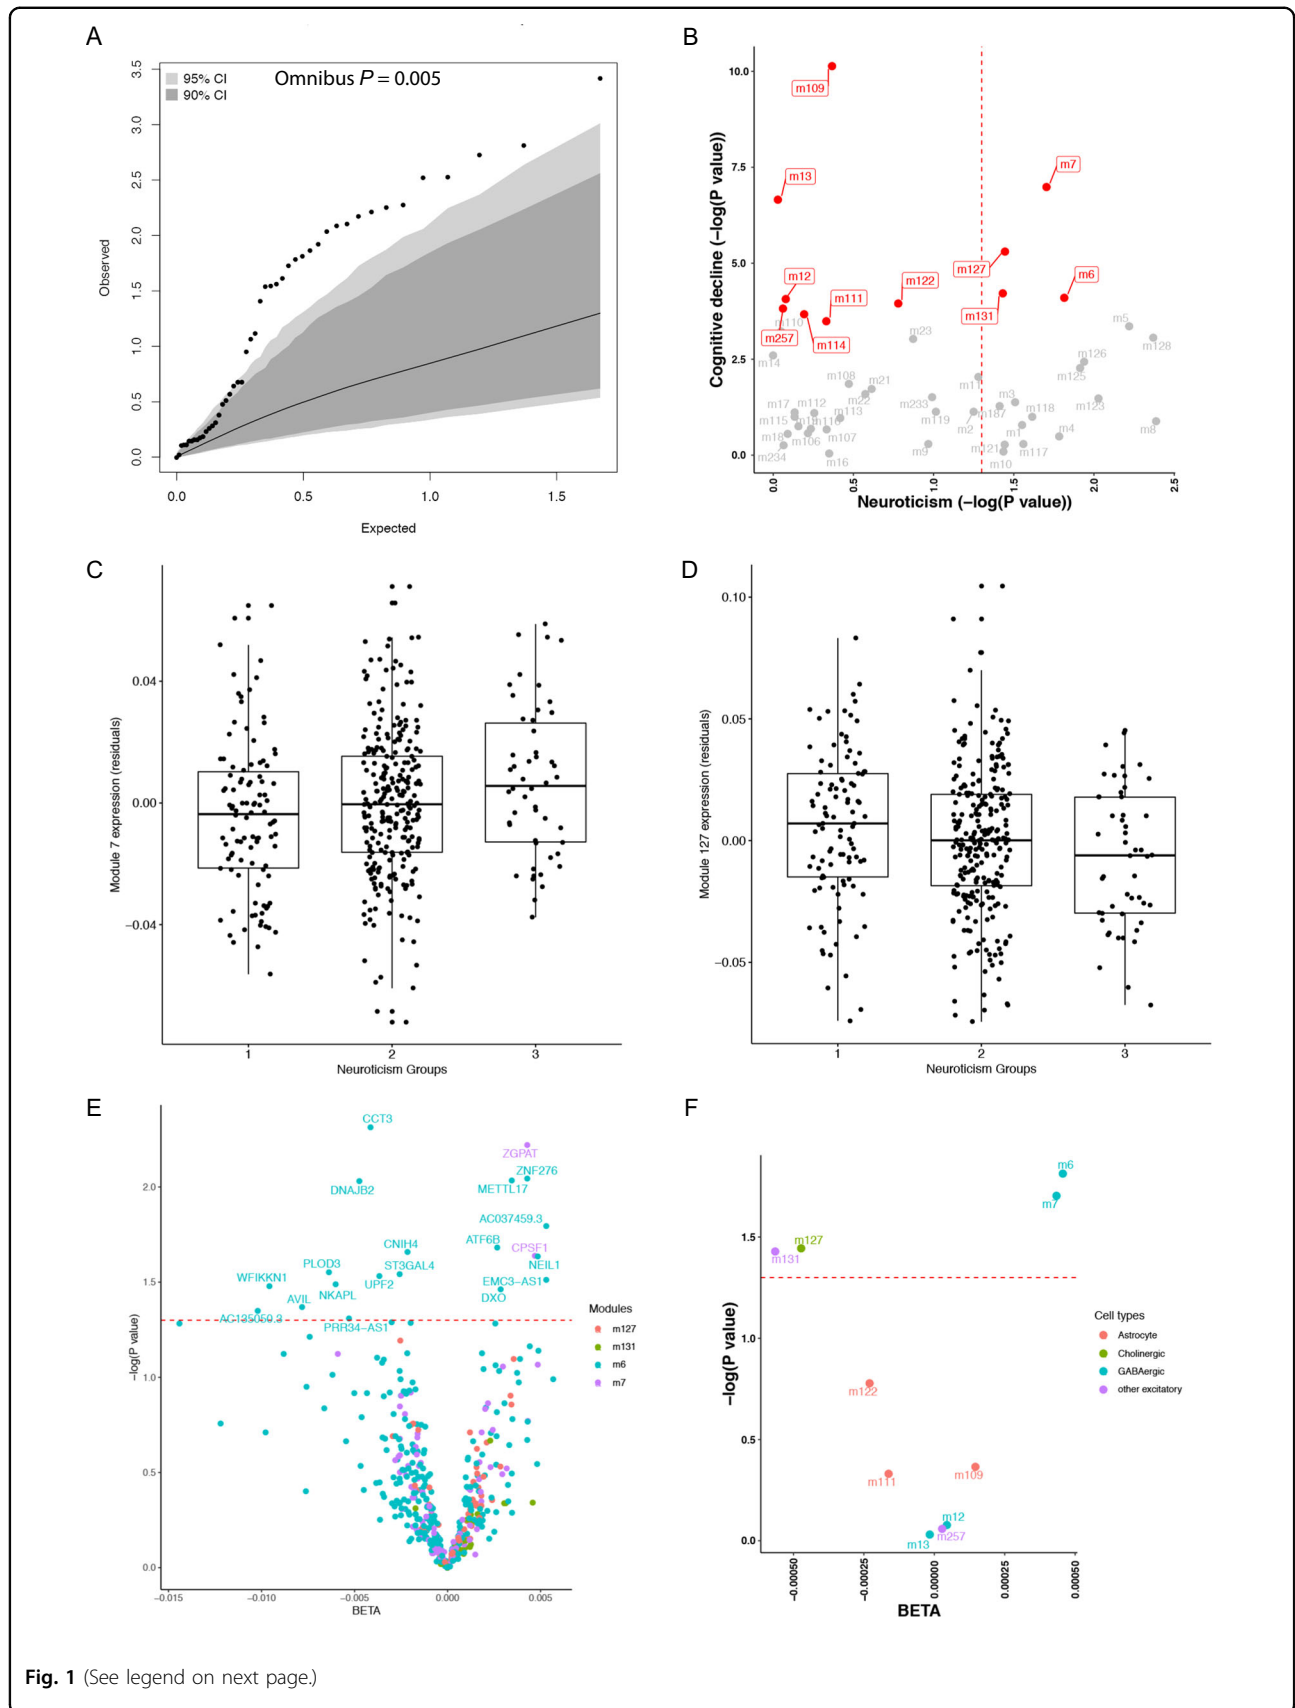 A
Omnibus P = 0.005
95% CI
90% CI
3.5
3.0
2.5
2.0
1.5
1.0
0.5
0.0
Observed
0.0 0.5 1.0 1.5
Expected
B
10.0
7.5
5.0
2.5
0.0
Cognitive decline (−log(P value))
m109
m13
m7
m127
m12
m6
m122
m111
m131
m110
m257
m114
m5
m23
m128
m14
m126
m11
m125
m108
m21
m22
m3
m17
m112
m233
m187
m118
m123
m113
m115
m119
m2
m1
m4
m8
m18
m106
m107
m9
m121
m117
m234
m16
m10
0.0 0.5 1.0 1.5 2.0 2.5
Neuroticism (−log(P value))
C
0.04
0.00
−0.04
Module 7 expression (residuals)
1 2 3
Neuroticism Groups
D
0.10
0.05
0.00
−0.05
Module 127 expression (residuals)
1 2 3
Neuroticism Groups
E
2.0
1.5
1.0
0.5
0.0
−log(P value)
CCT3
ZGPAT
ZNF276
DNAJB2
METTL17
AC037459.3
ATF6B
CNIH4
CPSF1
NEIL1
PLOD3
ST3GAL4
WFIKKN1
UPF2
EMC3−AS1
NKAPL
DXO
AVIL
PRR34−AS1
−0.015 −0.010 −0.005 0.000 0.005
BETA
Modules
m127
m131
m6
m7
F
1.5
1.0
0.5
0.0
−log(P value)
m6
m7
m127
m131
m122
m111
m109
m12
m257
m13
−0.00050 −0.00025 0.00000 0.00025 0.00050
BETA
Cell types
Astrocyte
Cholinergic
GABAergic
other excitatory
Fig. 1 (See legend on next page.)